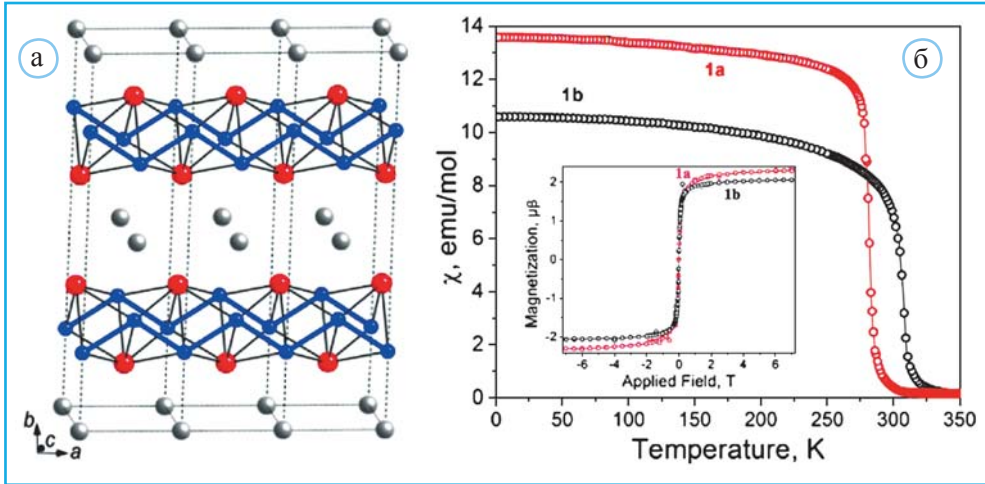 а
b
c
a
б
χ, emu/mol
14
12
10
8
6
4
2
0
1a
1b
Magnetization, μβ
2
1
0
-1
-2
1a
1b
-6 -4 -2 0 2 4 6
Applied Field, T
0 50 100 150 200 250 300 350
Temperature, K